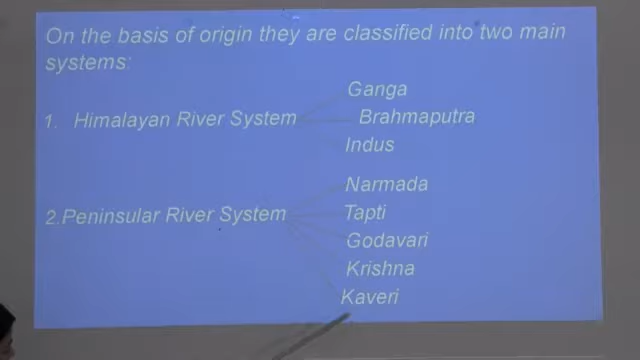 On the basis of origin they are classified into two main
systems:
Ganga
1. Himalayan River System
Brahmaputra
Indus
Narmada
2.Peninsular River System
Tapti
Godavari
Krishna
Kaveri